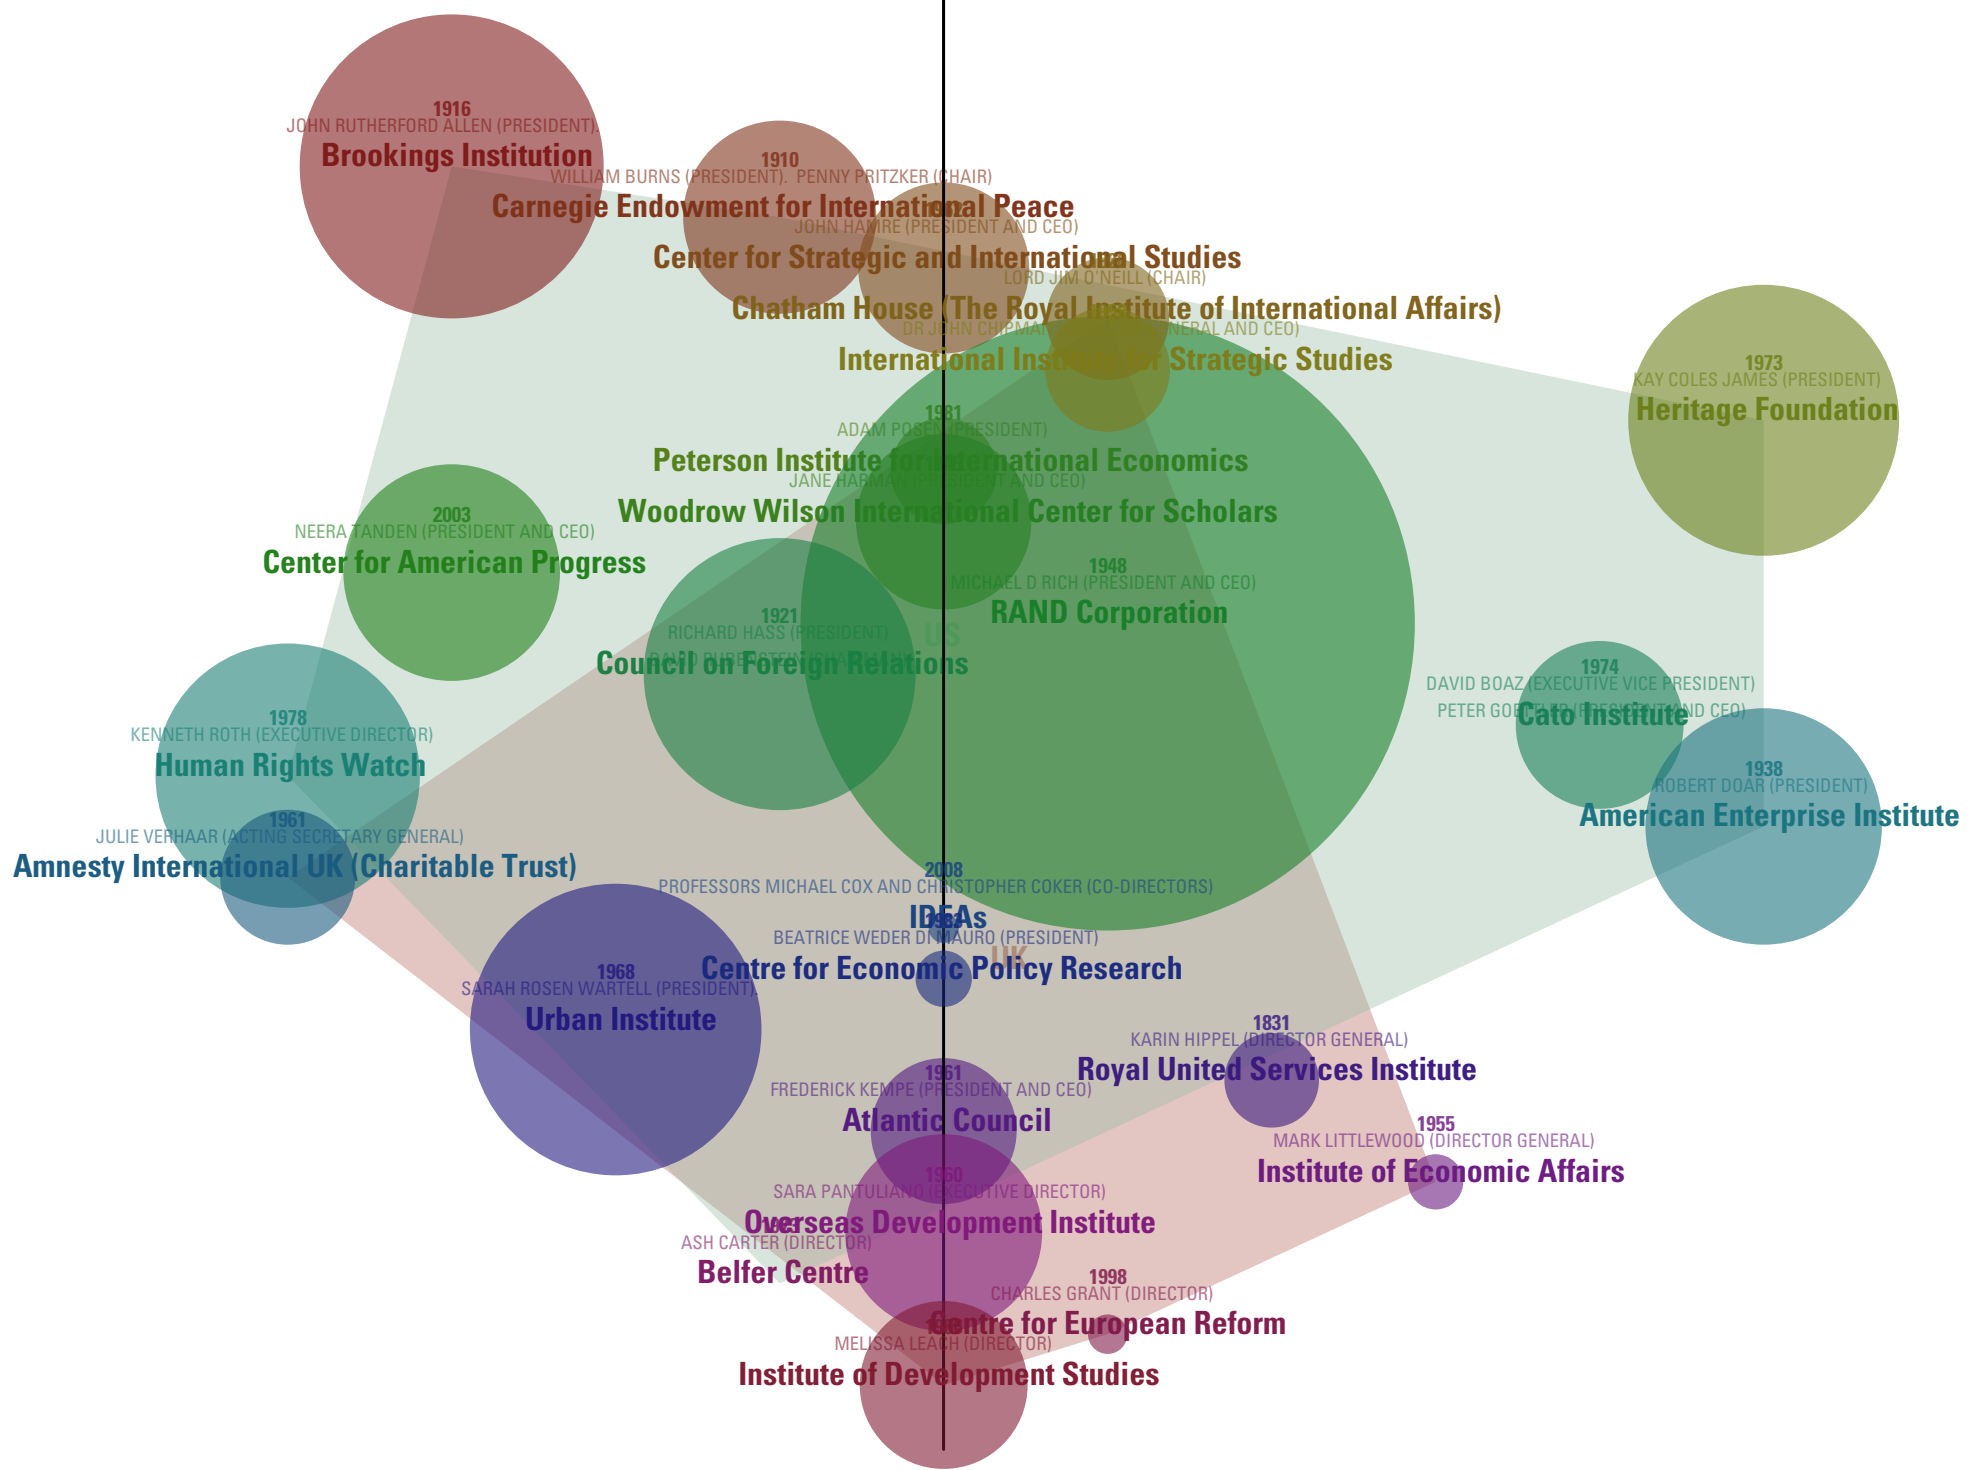 1916
JOHN RUTHERFORD ALLEN (PRESIDENT).
Brookings Institution
1910
WILLIAM BURNS (PRESIDENT). PENNY PRITZKER (CHAIR)
Carnegie Endowment for International Peace
JOHN HAMRE (PRESIDENT AND CEO)
Center for Strategic and International Studies
LORD JIM O'NEILL (CHAIR)
Chatham House (The Royal Institute of International Affairs)
DR JOHN CHIPMAN
International Institute for Strategic Studies
1973
KAY COLES JAMES (PRESIDENT)
Heritage Foundation
1981
ADAM POSEN (PRESIDENT)
Peterson Institute for International Economics
JANE HARMAN (PRESIDENT AND CEO)
Woodrow Wilson International Center for Scholars
2003
NEERA TANDEN (PRESIDENT AND CEO)
Center for American Progress
1948
MICHAEL D RICH (PRESIDENT AND CEO)
RAND Corporation
US
1921
RICHARD HASS (PRESIDENT)
DAVID RUBENSTEIN
Council on Foreign Relations
1974
DAVID BOAZ (EXECUTIVE VICE PRESIDENT)
PETER GOETTLER (PRESIDENT AND CEO)
Cato Institute
1978
KENNETH ROTH (EXECUTIVE DIRECTOR)
Human Rights Watch
1938
ROBERT DOAR (PRESIDENT)
American Enterprise Institute
1961
JULIE VERHAAR (ACTING SECRETARY GENERAL)
Amnesty International UK (Charitable Trust)
2008
PROFESSORS MICHAEL COX AND CHRISTOPHER COKER (CO-DIRECTORS)
IDEAs
1983
BEATRICE WEDER DI MAURO (PRESIDENT)
UK
Centre for Economic Policy Research
1968
SARAH ROSEN WARTELL (PRESIDENT).
Urban Institute
1831
KARIN HIPPEL (DIRECTOR GENERAL)
Royal United Services Institute
1961
FREDERICK KEMPE (PRESIDENT AND CEO)
Atlantic Council
1955
MARK LITTLEWOOD (DIRECTOR GENERAL)
Institute of Economic Affairs
1960
SARA PANTULIANO (EXECUTIVE DIRECTOR)
Overseas Development Institute
ASH CARTER (DIRECTOR)
Belfer Centre
1998
CHARLES GRANT (DIRECTOR)
Centre for European Reform
MELISSA LEACH (DIRECTOR)
Institute of Development Studies